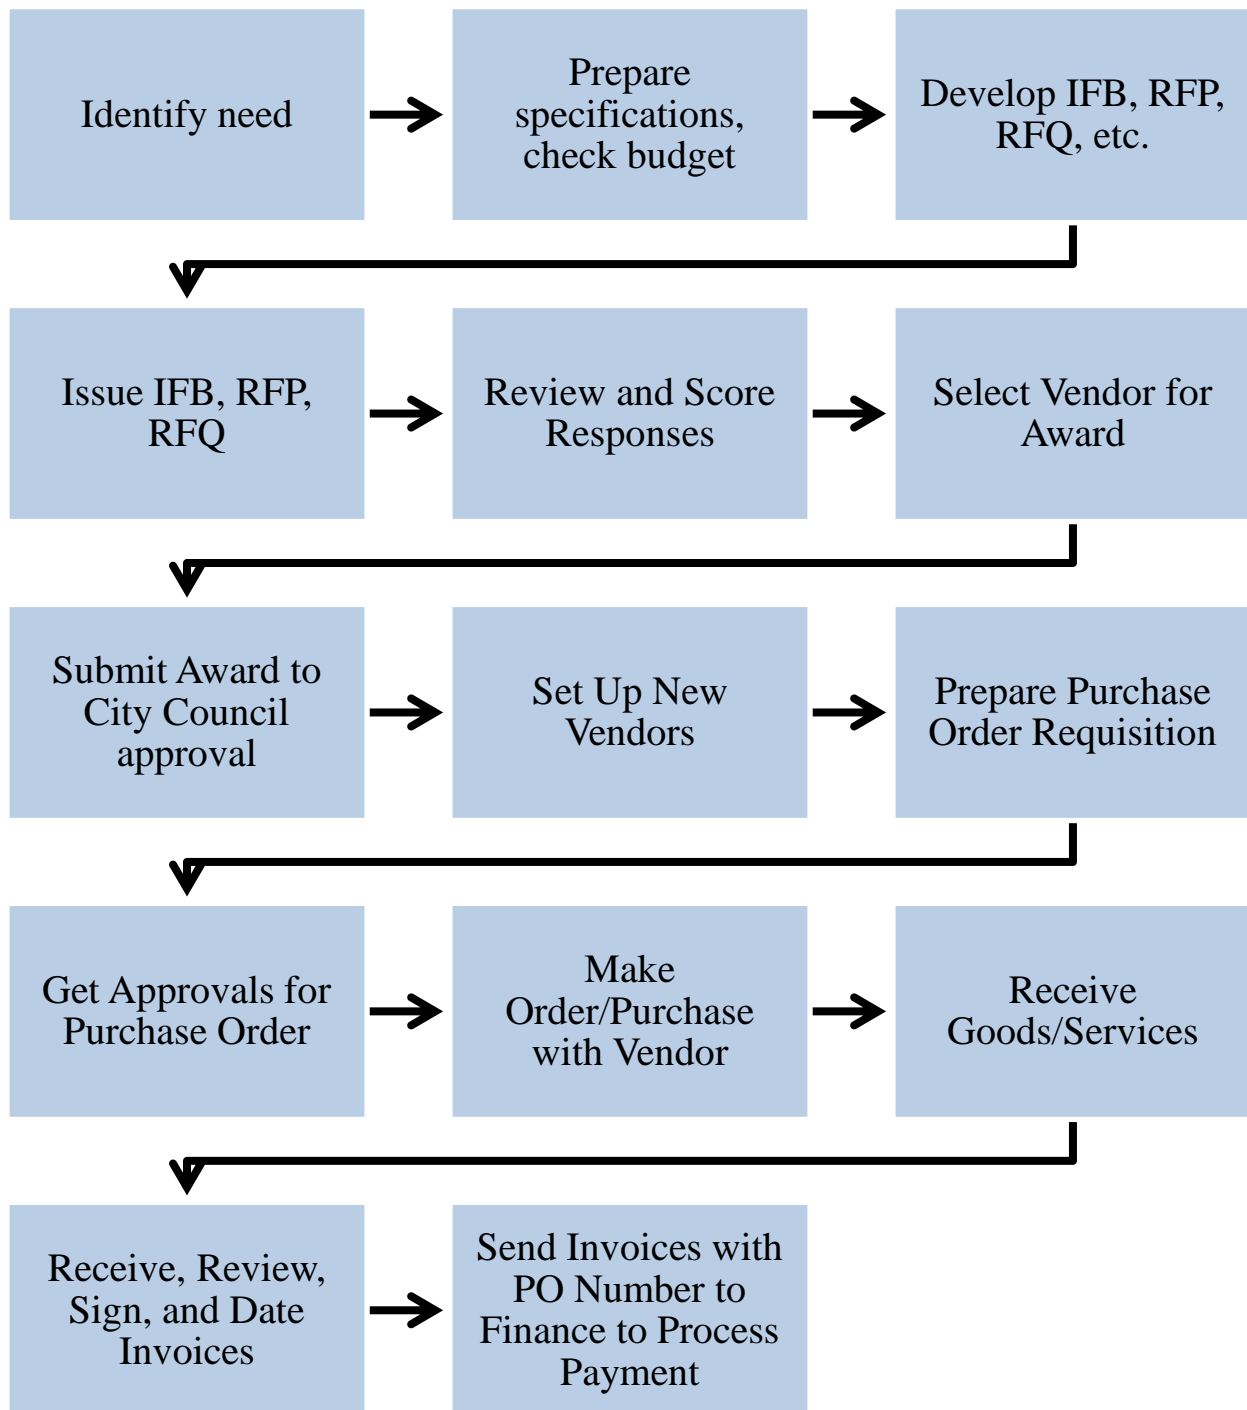 Identify need
Prepare
specifications,
check budget
Develop IFB, RFP,
RFQ, etc.
Issue IFB, RFP,
RFQ
Review and Score
Responses
Select Vendor for
Award
Submit Award to
City Council
approval
Set Up New
Vendors
Prepare Purchase
Order Requisition
Get Approvals for
Purchase Order
Make
Order/Purchase
with Vendor
Receive
Goods/Services
Receive, Review,
Sign, and Date
Invoices
Send Invoices with
PO Number to
Finance to Process
Payment